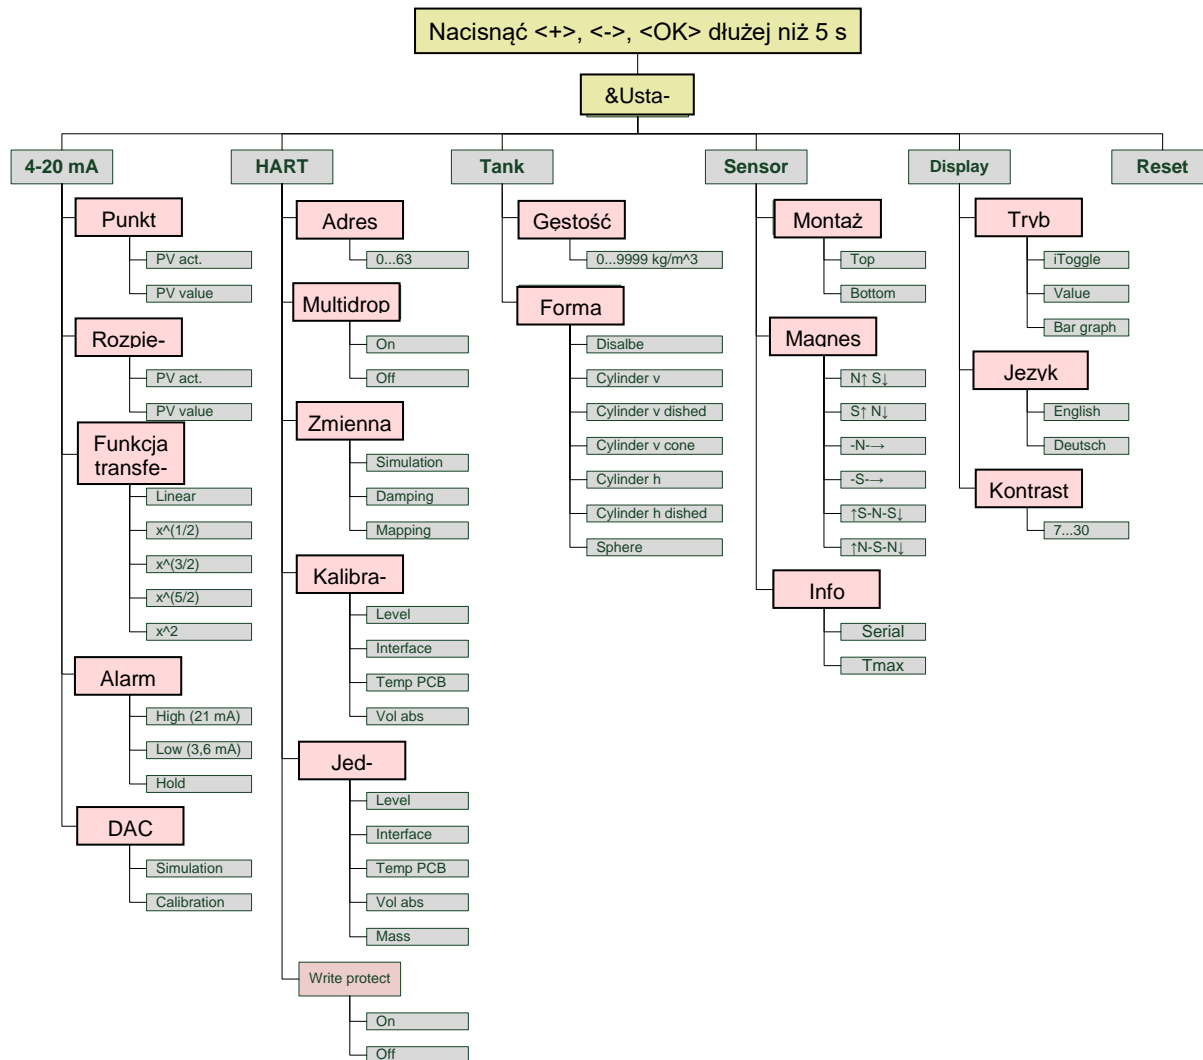 Nacisnąć <+>, <->, <OK> dłużej niż 5 s
&Usta-
4-20 mA
Punkt
PV act.
PV value
Rozpię-
PV act.
PV value
Funkcja
transfe-
Linear
x^(1/2)
x^(3/2)
x^(5/2)
x^2
Alarm
High (21 mA)
Low (3,6 mA)
Hold
DAC
Simulation
Calibration
HART
Adres
0...63
Multidrop
On
Off
Zmienna
Simulation
Damping
Mapping
Kalibra-
Level
Interface
Temp PCB
Vol abs
Jed-
Level
Interface
Temp PCB
Vol abs
Mass
Write protect
On
Off
Tank
Gęstość
0...9999 kg/m^3
Forma
Disalbe
Cylinder v
Cylinder v dished
Cylinder v cone
Cylinder h
Cylinder h dished
Sphere
Sensor
Montaż
Top
Bottom
Magnes
N↑ S↓
S↑ N↓
-N-→
-S-→
↑S-N-S↓
↑N-S-N↓
Info
Serial
Tmax
Display
Tryb
iToggle
Value
Bar graph
Język
English
Deutsch
Kontrast
7...30
Reset